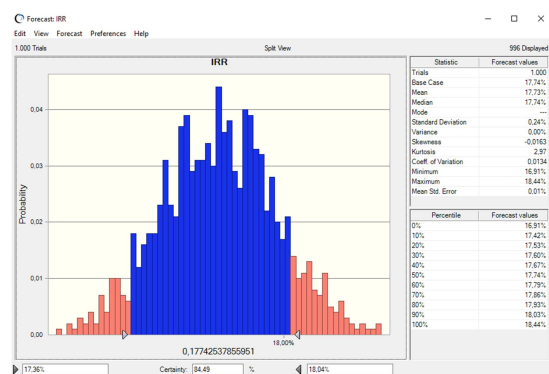 Forecast: IRR
Edit View Forecast Preferences Help
1.000 Trials Split View 996 Displayed
IRR
Probability
0,04
0,03
0,02
0,01
0,00
18,00%
0,17742537855951
17,36% Certainty: 84,49 % 18,04%
Statistic Forecast values
Trials 1.000
Base Case 17,74%
Mean 17,73%
Median 17,74%
Mode ---
Standard Deviation 0,24%
Variance 0,00%
Skewness -0,0163
Kurtosis 2,97
Coeff. of Variation 0,0134
Minimum 16,91%
Maximum 18,44%
Mean Std. Error 0,01%
Percentile Forecast values
0% 16,91%
10% 17,42%
20% 17,53%
30% 17,60%
40% 17,67%
50% 17,74%
60% 17,79%
70% 17,86%
80% 17,93%
90% 18,03%
100% 18,44%